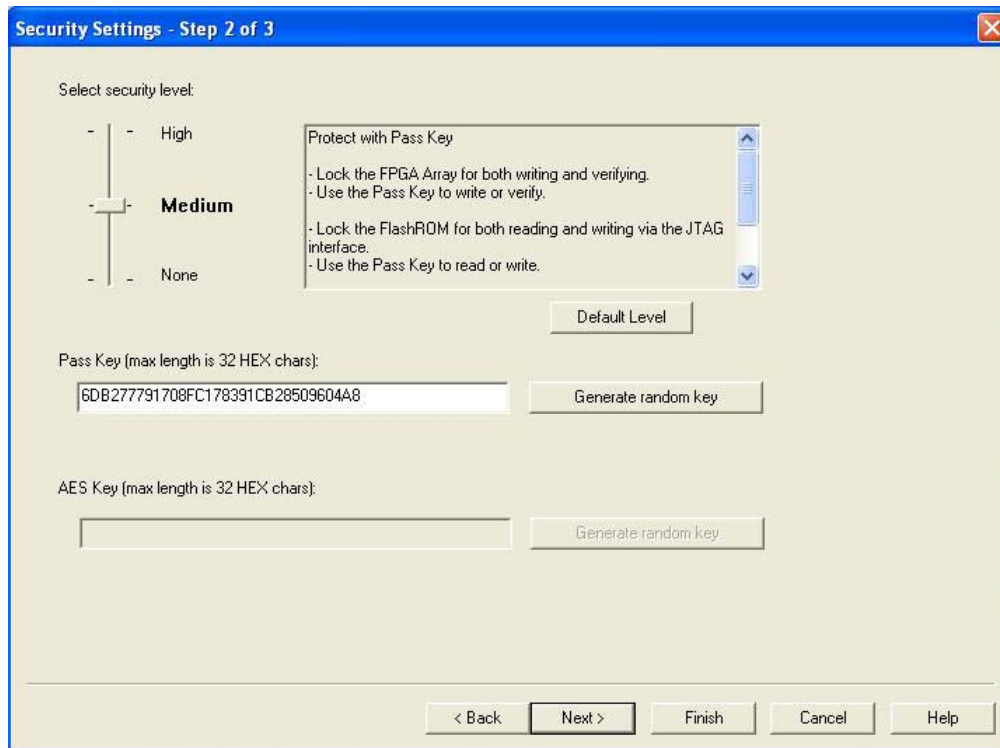 Security Settings - Step 2 of 3
Select security level:
High
Medium
None
Protect with Pass Key
- Lock the FPGA Array for both writing and verifying.
- Use the Pass Key to write or verify.
- Lock the FlashROM for both reading and writing via the JTAG
interface.
- Use the Pass Key to read or write.
Default Level
Pass Key (max length is 32 HEX chars):
6DB277791708FC178391CB28509604A8
Generate random key
AES Key (max length is 32 HEX chars):
Generate random key
< Back
Next >
Finish
Cancel
Help